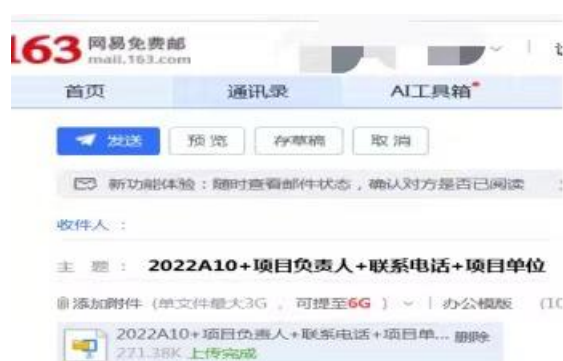 163 网易免费邮
mail.163.com
首页 通讯录 AI工具箱
发送 预览 存草稿 取消
新功能体验：随时查看邮件状态，确认对方是否已阅读
收件人：
主 题： 2022A10+项目负责人+联系电话+项目单位
添加附件 (单文件最大3G ，可提至6G ) | 办公模版 (10
2022A10+项目负责人+联系电话+项目单... 删除
271.38K 上传完成